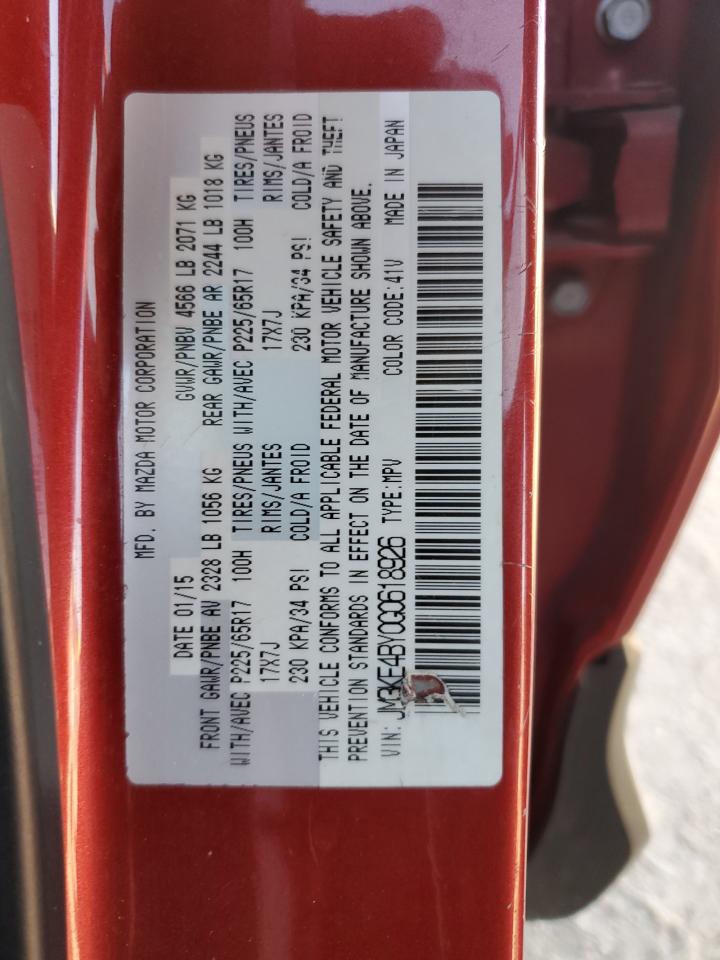 MFD. BY MAZDA MOTOR CORPORATION
DATE 01/15 GVWR/PNBV 4566 LB 2071 KG
FRONT GAWR/PNBE AV 2328 LB 1056 KG REAR GAWR/PNBE AR 2244 LB 1018 KG
WITH/AVEC P225/65R17 100H TIRES/PNEUS WITH/AVEC P225/65R17 100H TIRES/PNEUS
17X7J RIMS/JANTES 17X7J RIMS/JANTES
230 KPA/34 PSI COLD/A FROID 230 KPA/34 PSI COLD/A FROID
THIS VEHICLE CONFORMS TO ALL APPLICABLE FEDERAL MOTOR VEHICLE SAFETY AND THEFT
PREVENTION STANDARDS IN EFFECT ON THE DATE OF MANUFACTURE SHOWN ABOVE.
VIN: JM3KE4BY0G0618926 TYPE:MPV COLOR CODE:41V MADE IN JAPAN